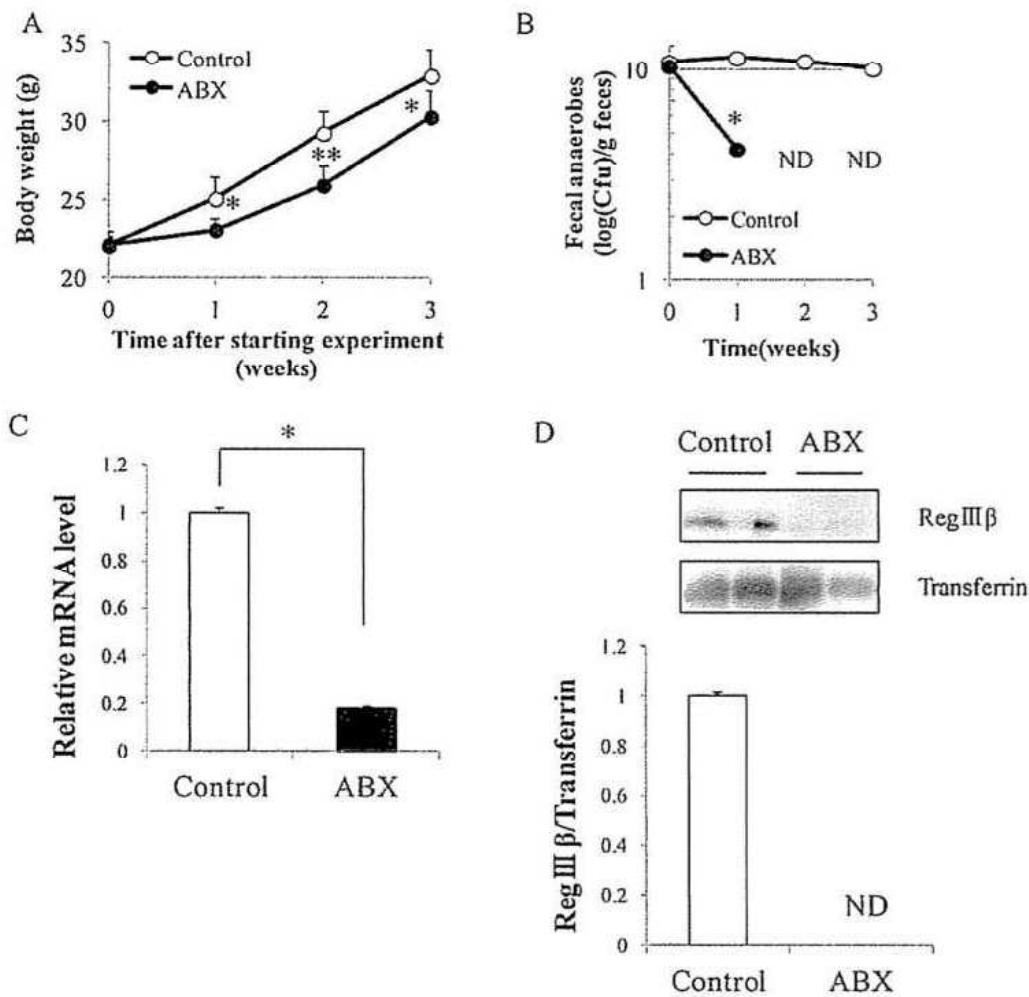 A
Body weight (g)
35
30
25
20
Control
ABX
*
**
*
0 1 2 3
Time after starting experiment
(weeks)
B
Fecal anaerobes
(log(Cfu)/g feces)
10
1
*
ND ND
Control
ABX
0 1 2 3
Time(weeks)
C
Relative mRNA level
1.2
1
0.8
0.6
0.4
0.2
0
*
Control ABX
D
Control ABX
RegⅢβ
Transferrin
RegⅢ β/Transferrin
1.2
1
0.8
0.6
0.4
0.2
0
ND
Control ABX